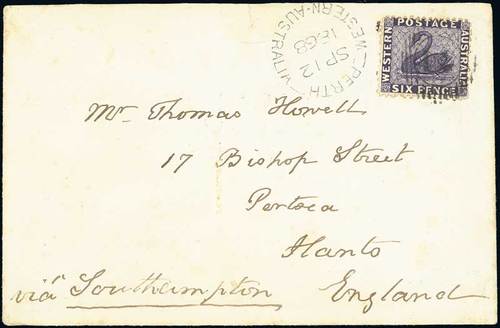 WESTERN-AUSTRALIA
PERTH
SP 12
1868
POSTAGE
WESTERN
AUSTRALIA
SIX PENCE
Mr Thomas Howell
17 Bishop Street
Portsea
Hants
England
via Southampton